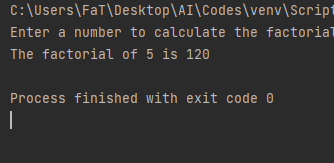 C:\Users\FaT\Desktop\AI\Codes\venv\Script
Enter a number to calculate the factorial
The factorial of 5 is 120
Process finished with exit code 0